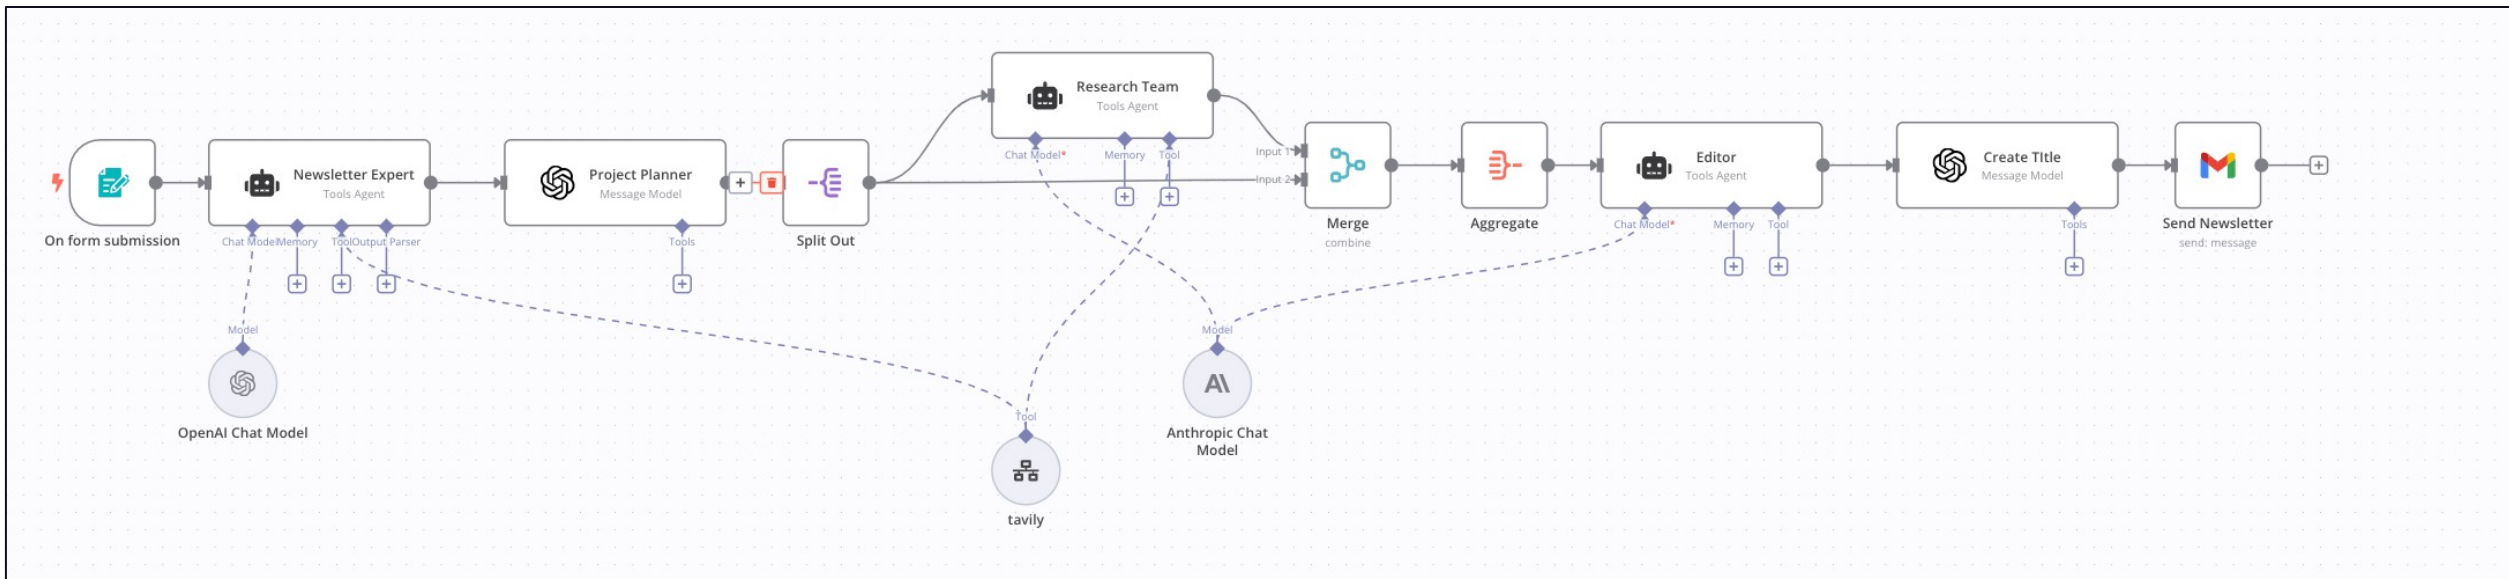 Research Team
Tools Agent
Chat Model*
Memory
Tool
Newsletter Expert
Tools Agent
Chat Model
Memory
Tool
Output Parser
On form submission
Project Planner
Message Model
Tools
Split Out
Input 1
Input 2
Merge
combine
Aggregate
Editor
Tools Agent
Chat Model*
Memory
Tool
Create TItle
Message Model
Tools
Send Newsletter
send: message
Model
OpenAI Chat Model
Tool
tavily
Model
Anthropic Chat
Model